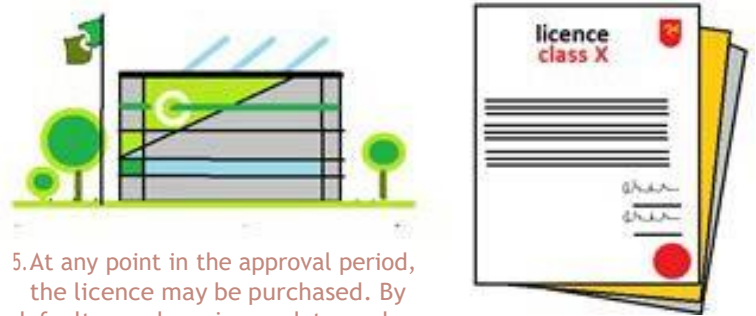 licence
class X
5.At any point in the approval period,
the licence may be purchased. By